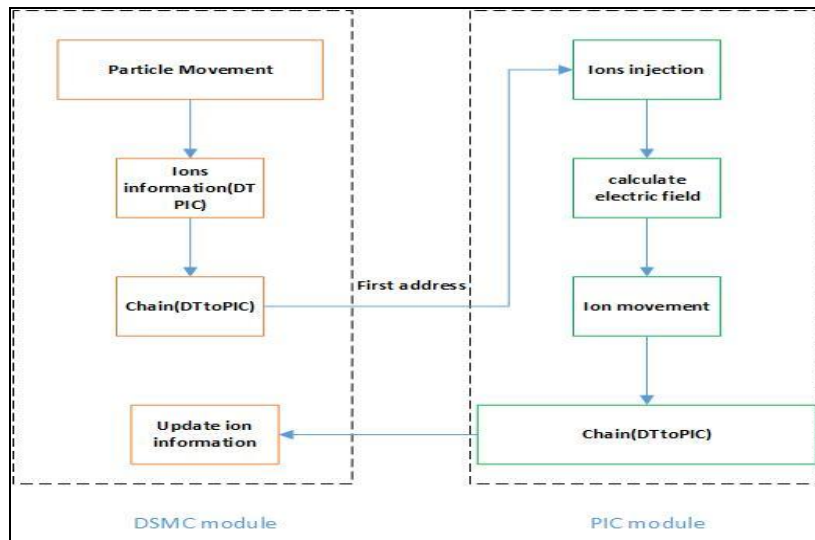 Particle Movement
Ions
information(DT
PIC)
Chain(DTtoPIC)
First address
Update ion
information
DSMC module
Ions injection
calculate
electric field
Ion movement
Chain(DTtoPIC)
PIC module